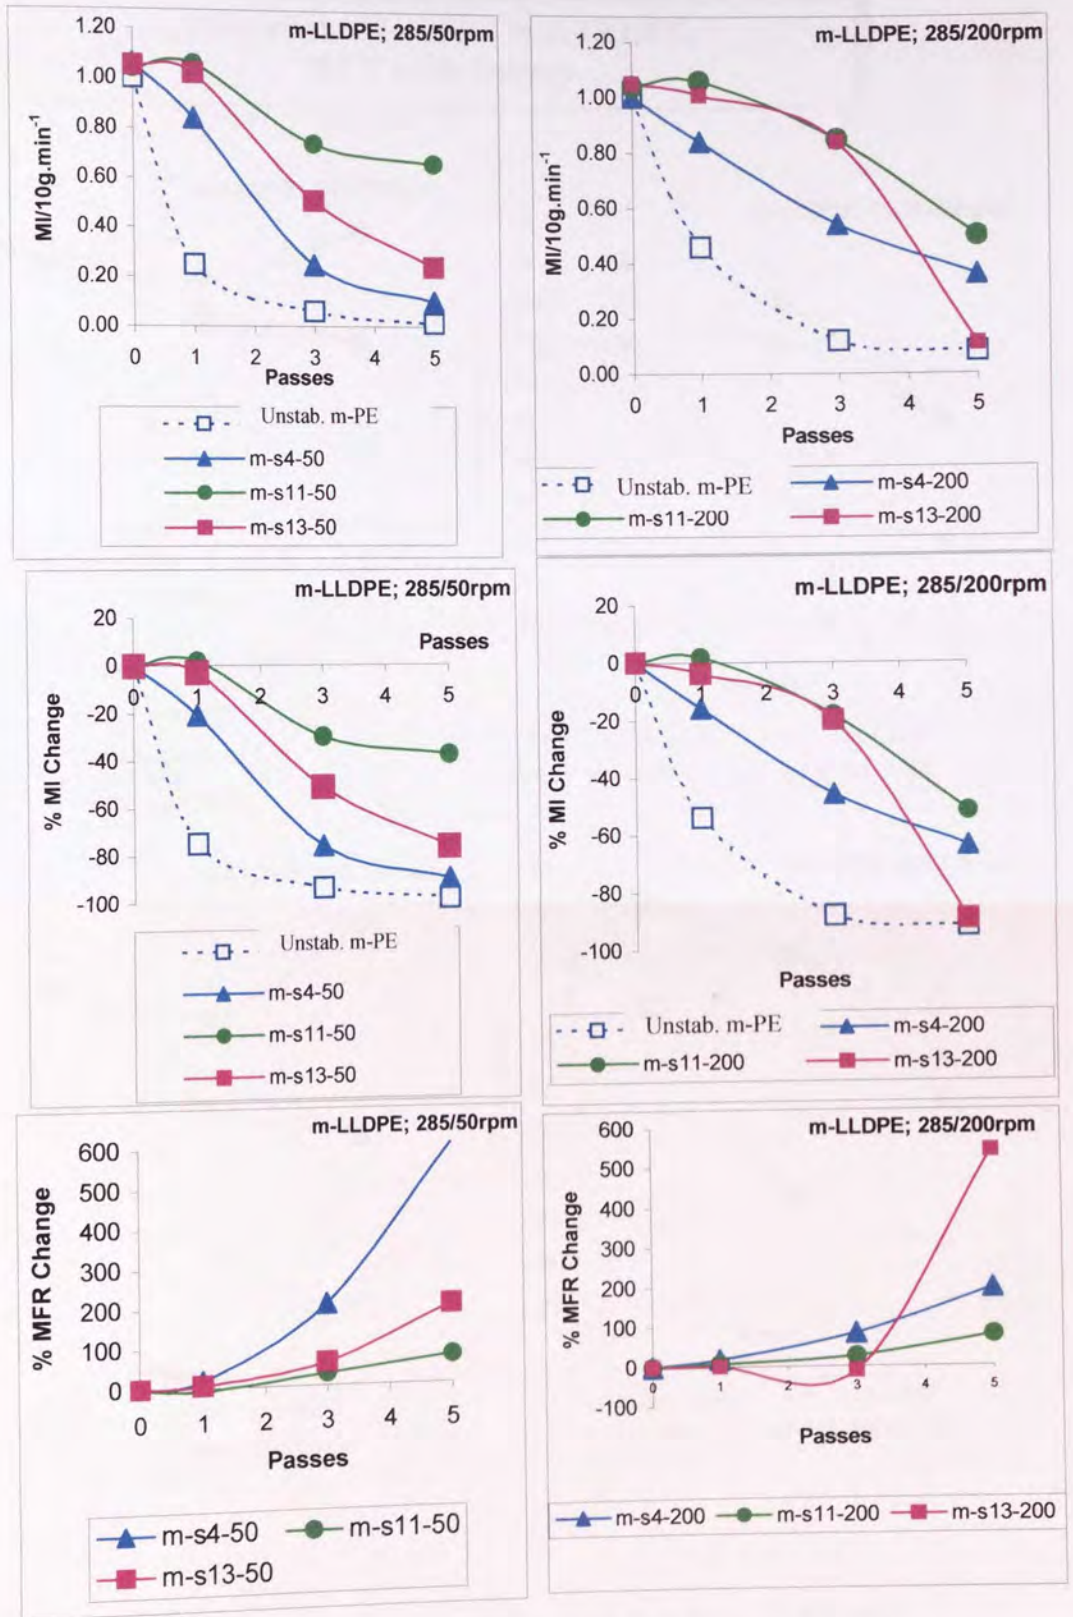 m-LLDPE; 285/50rpm
1.20
1.00
0.80
0.60
0.40
0.20
0.00
MI/10g.min⁻¹
0 1 2 3 4 5
Passes
Unstab. m-PE
m-s4-50
m-s11-50
m-s13-50
m-LLDPE; 285/200rpm
1.20
1.00
0.80
0.60
0.40
0.20
0.00
MI/10g.min⁻¹
0 1 2 3 4 5
Passes
Unstab. m-PE m-s4-200
m-s11-200 m-s13-200
m-LLDPE; 285/50rpm
20
0
-20
-40
-60
-80
-100
% MI Change
Passes
0 1 2 3 4 5
Unstab. m-PE
m-s4-50
m-s11-50
m-s13-50
m-LLDPE; 285/200rpm
20
0
-20
-40
-60
-80
-100
% MI Change
0 1 2 3 4 5
Passes
Unstab. m-PE m-s4-200
m-s11-200 m-s13-200
m-LLDPE; 285/50rpm
600
500
400
300
200
100
0
% MFR Change
0 1 2 3 4 5
Passes
m-s4-50 m-s11-50
m-s13-50
m-LLDPE; 285/200rpm
600
500
400
300
200
100
0
-100
% MFR Change
0 1 2 3 4 5
Passes
m-s4-200 m-s11-200 m-s13-200